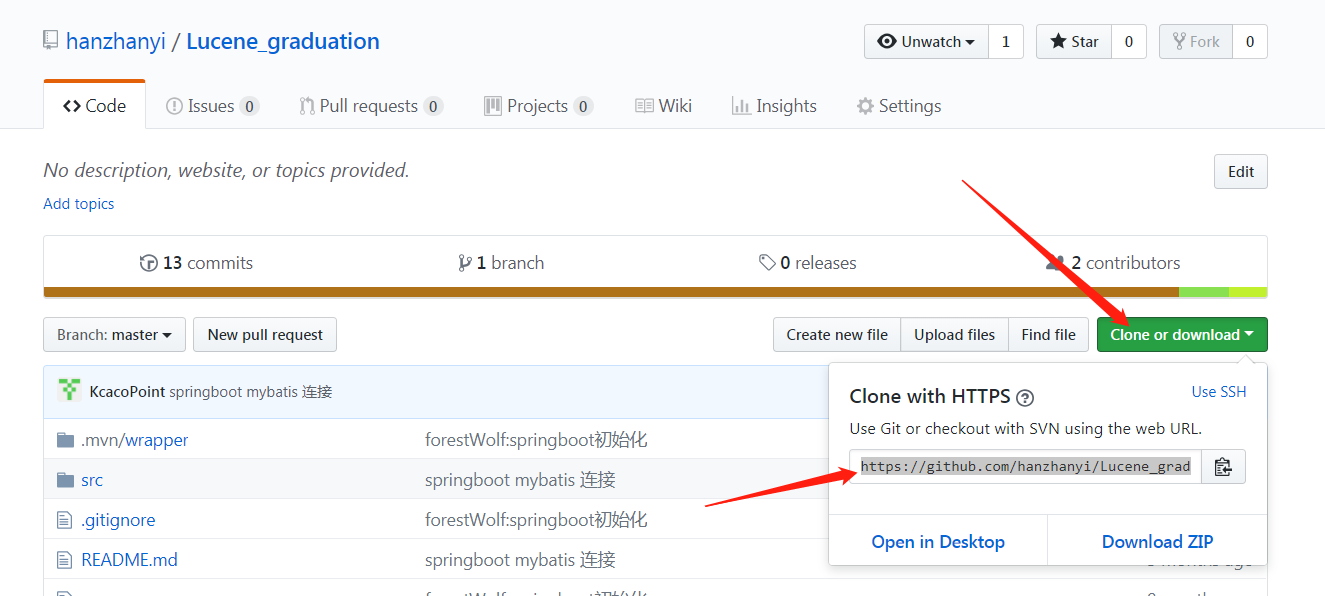 hanzhanyi / Lucene_graduation
Unwatch 1 Star 0 Fork 0
Code Issues 0 Pull requests 0 Projects 0 Wiki Insights Settings
No description, website, or topics provided. Edit
Add topics
13 commits 1 branch 0 releases 2 contributors
Branch: master New pull request Create new file Upload files Find file Clone or download
KcacoPoint springboot mybatis 连接
Clone with HTTPS ? Use SSH
Use Git or checkout with SVN using the web URL.
https://github.com/hanzhanyi/Lucene_grad
Open in Desktop Download ZIP
.mvn/wrapper forestWolf:springboot初始化
src springboot mybatis 连接
.gitignore forestWolf:springboot初始化
README.md springboot mybatis 连接